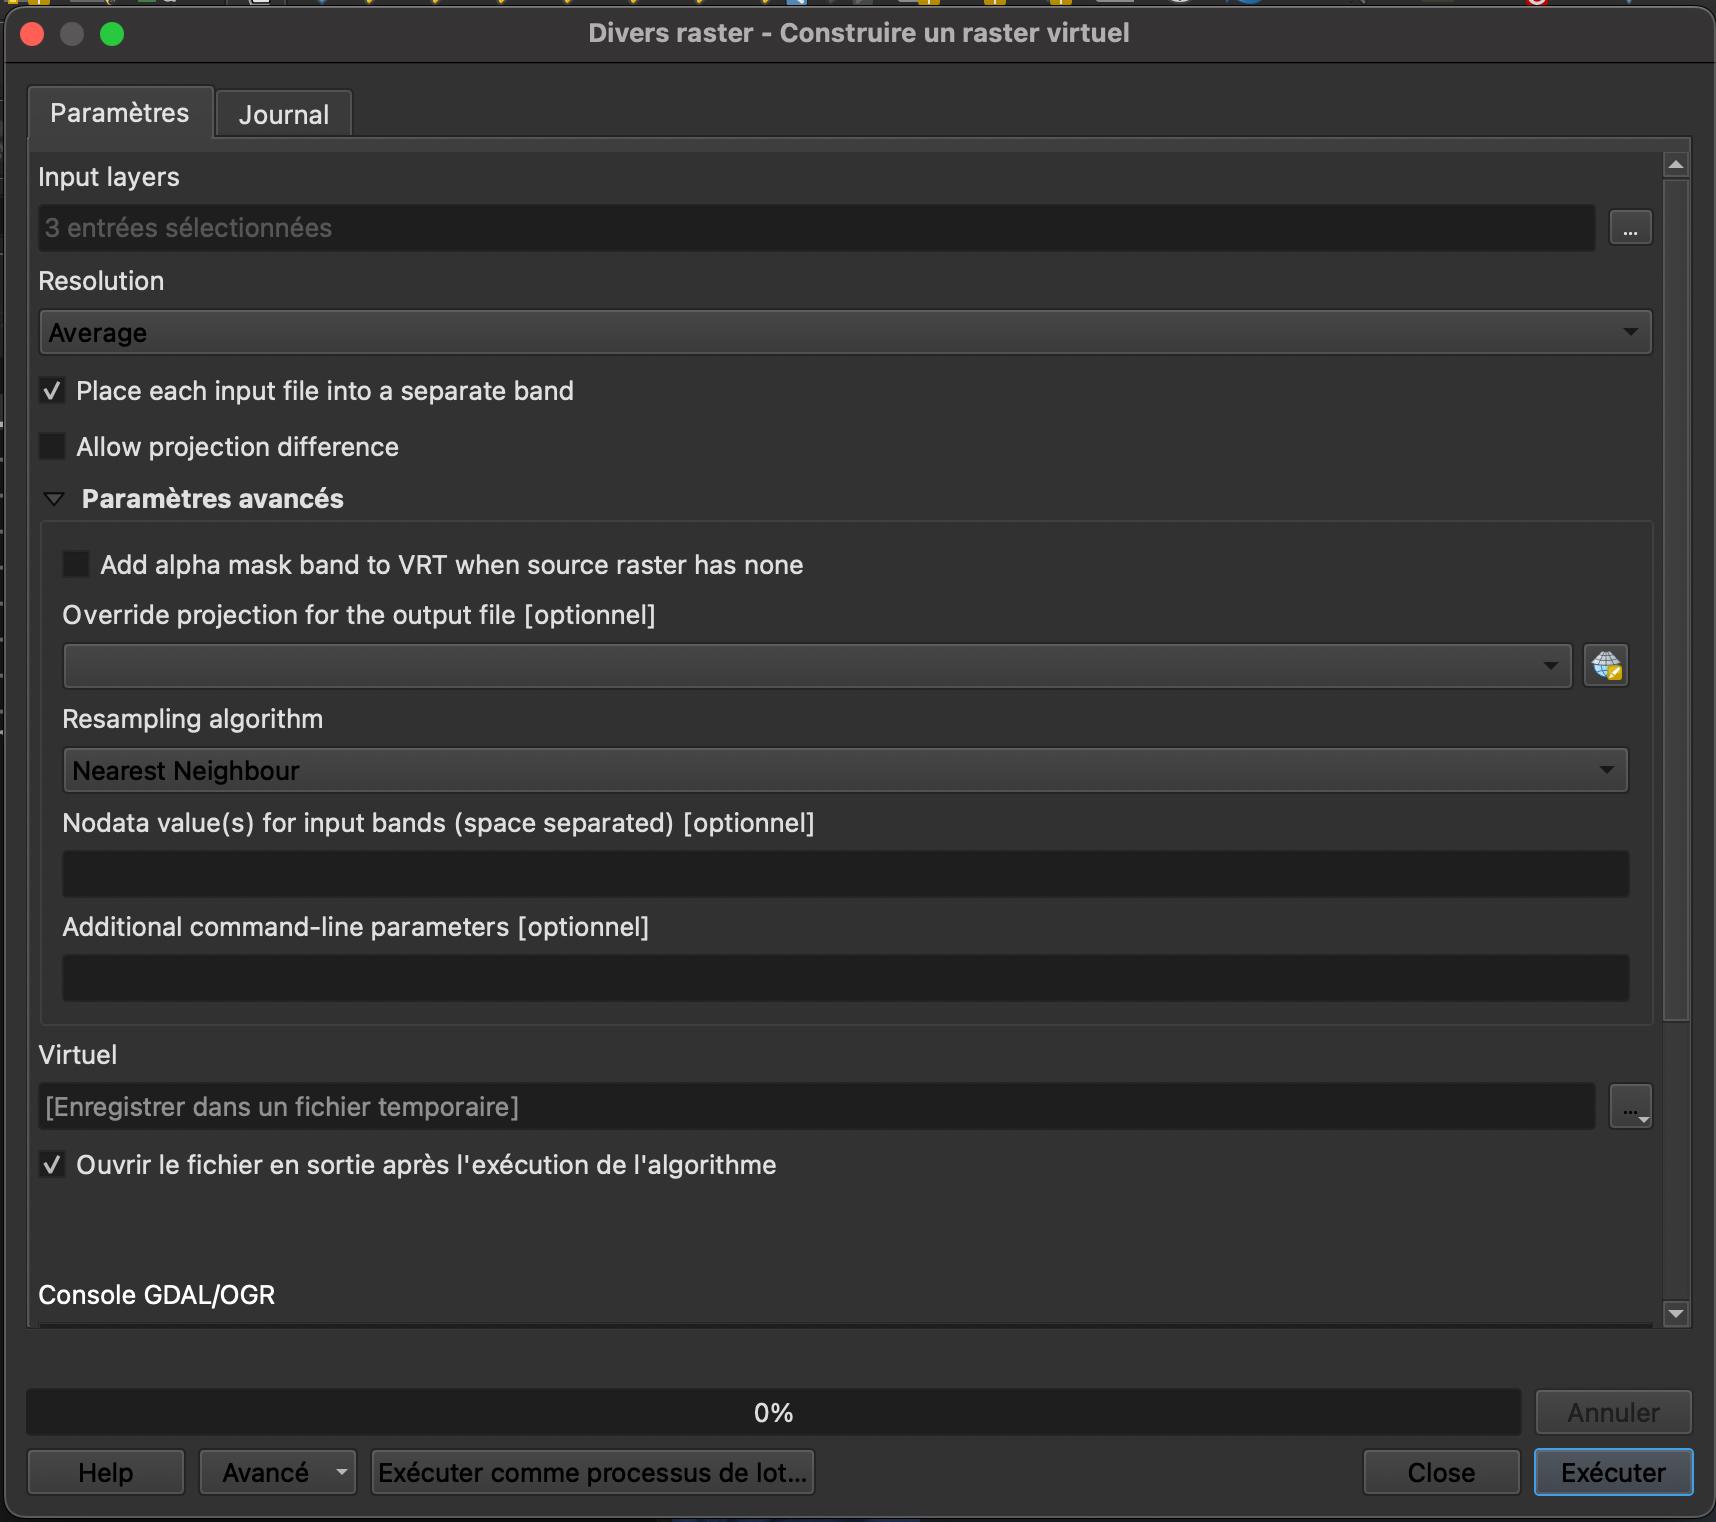 Divers raster - Construire un raster virtuel
Paramètres
Journal
Input layers
3 entrées sélectionnées
...
Resolution
Average
Place each input file into a separate band
Allow projection difference
Paramètres avancés
Add alpha mask band to VRT when source raster has none
Override projection for the output file [optionnel]
Resampling algorithm
Nearest Neighbour
Nodata value(s) for input bands (space separated) [optionnel]
Additional command-line parameters [optionnel]
Virtuel
[Enregistrer dans un fichier temporaire]
...
Ouvrir le fichier en sortie après l'exécution de l'algorithme
Console GDAL/OGR
0%
Annuler
Help
Avancé
Exécuter comme processus de lot...
Close
Exécuter